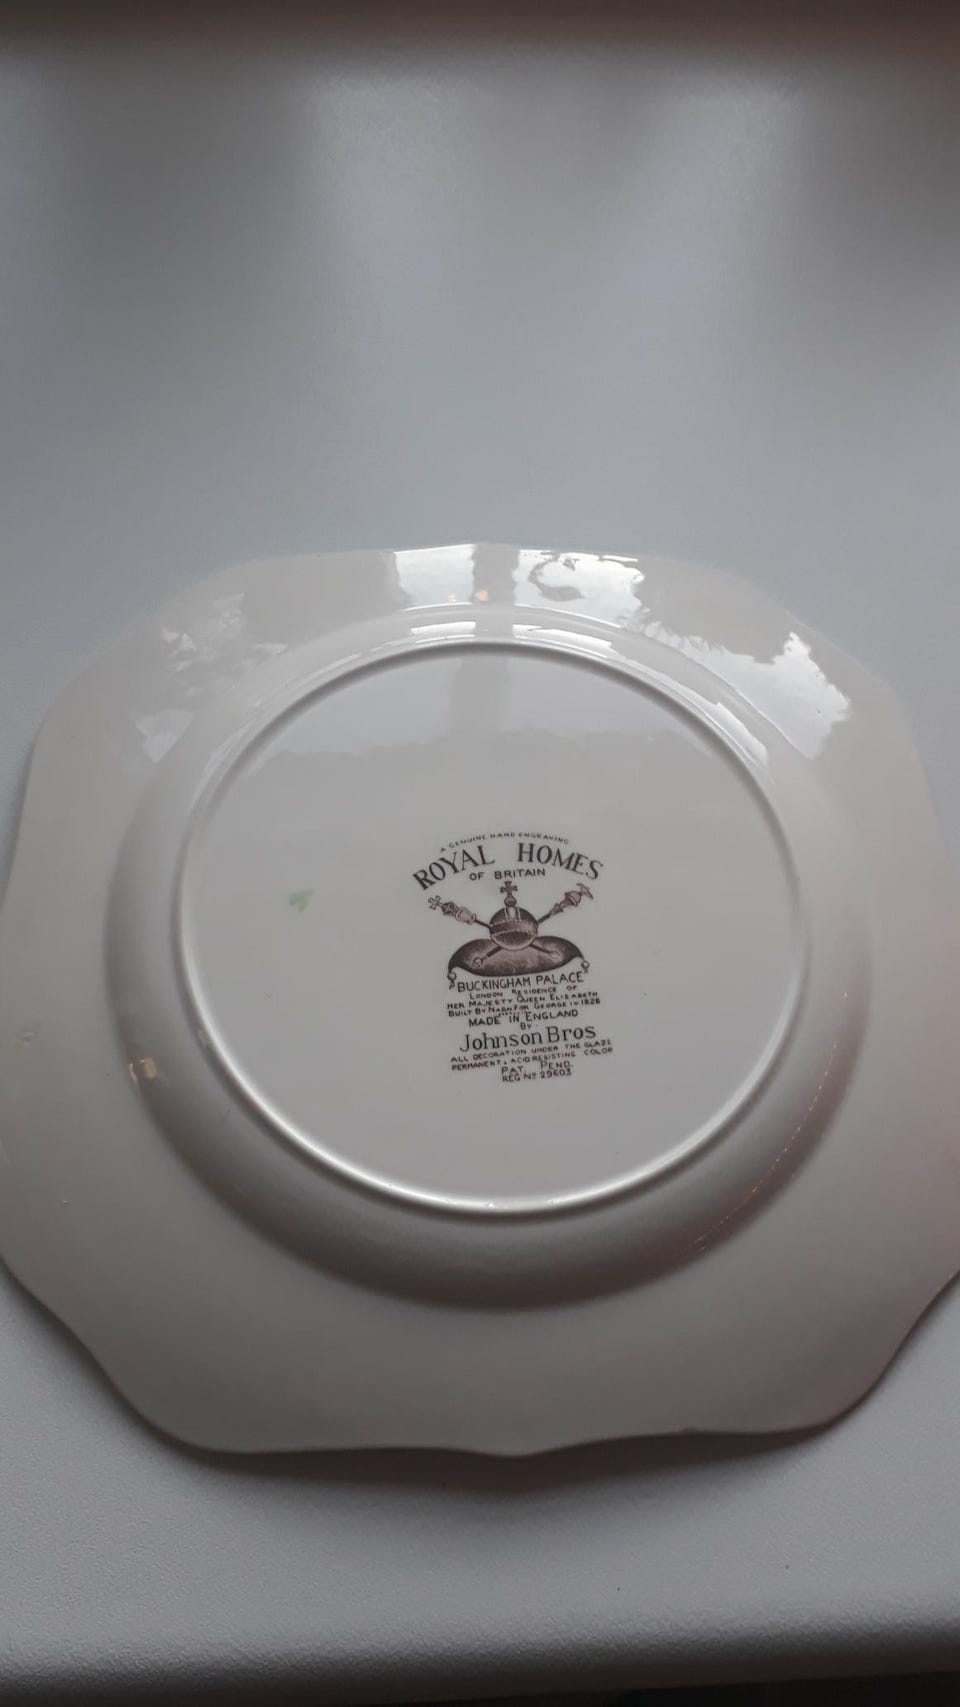 A GENUINE HAND ENGRAVING
ROYAL HOMES
OF BRITAIN
BUCKINGHAM PALACE
LONDON RESIDENCE OF
HER MAJESTY QUEEN ELIZABETH
BUILT BY NASH FOR GEORGE IV. 1826
MADE IN ENGLAND
BY
Johnson Bros
ALL DECORATION UNDER THE GLAZE
PERMANENT & ACID RESISTING COLOR
PAT. PEND.
REG NO 29603